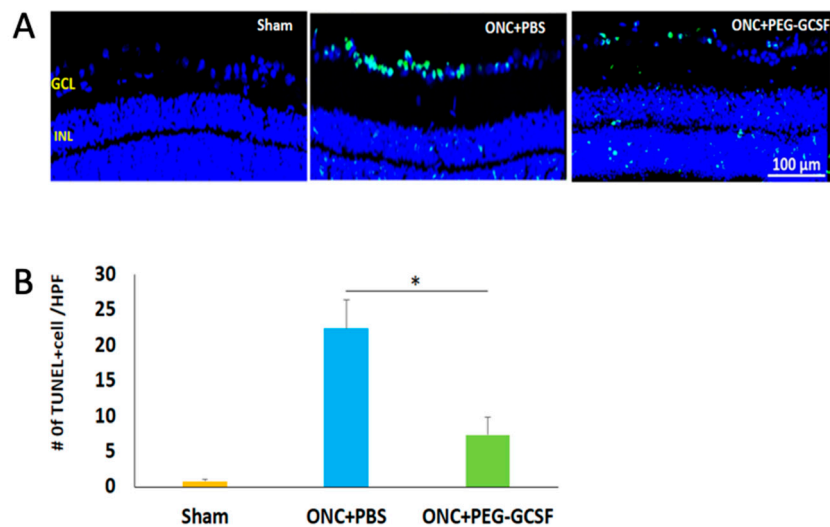 A
Sham
ONC+PBS
ONC+PEG-GCSF
GCL
INL
100 µm
B
# Of TUNEL+cell /HPF
30
25
20
15
10
5
0
*
Sham
ONC+PBS
ONC+PEG-GCSF